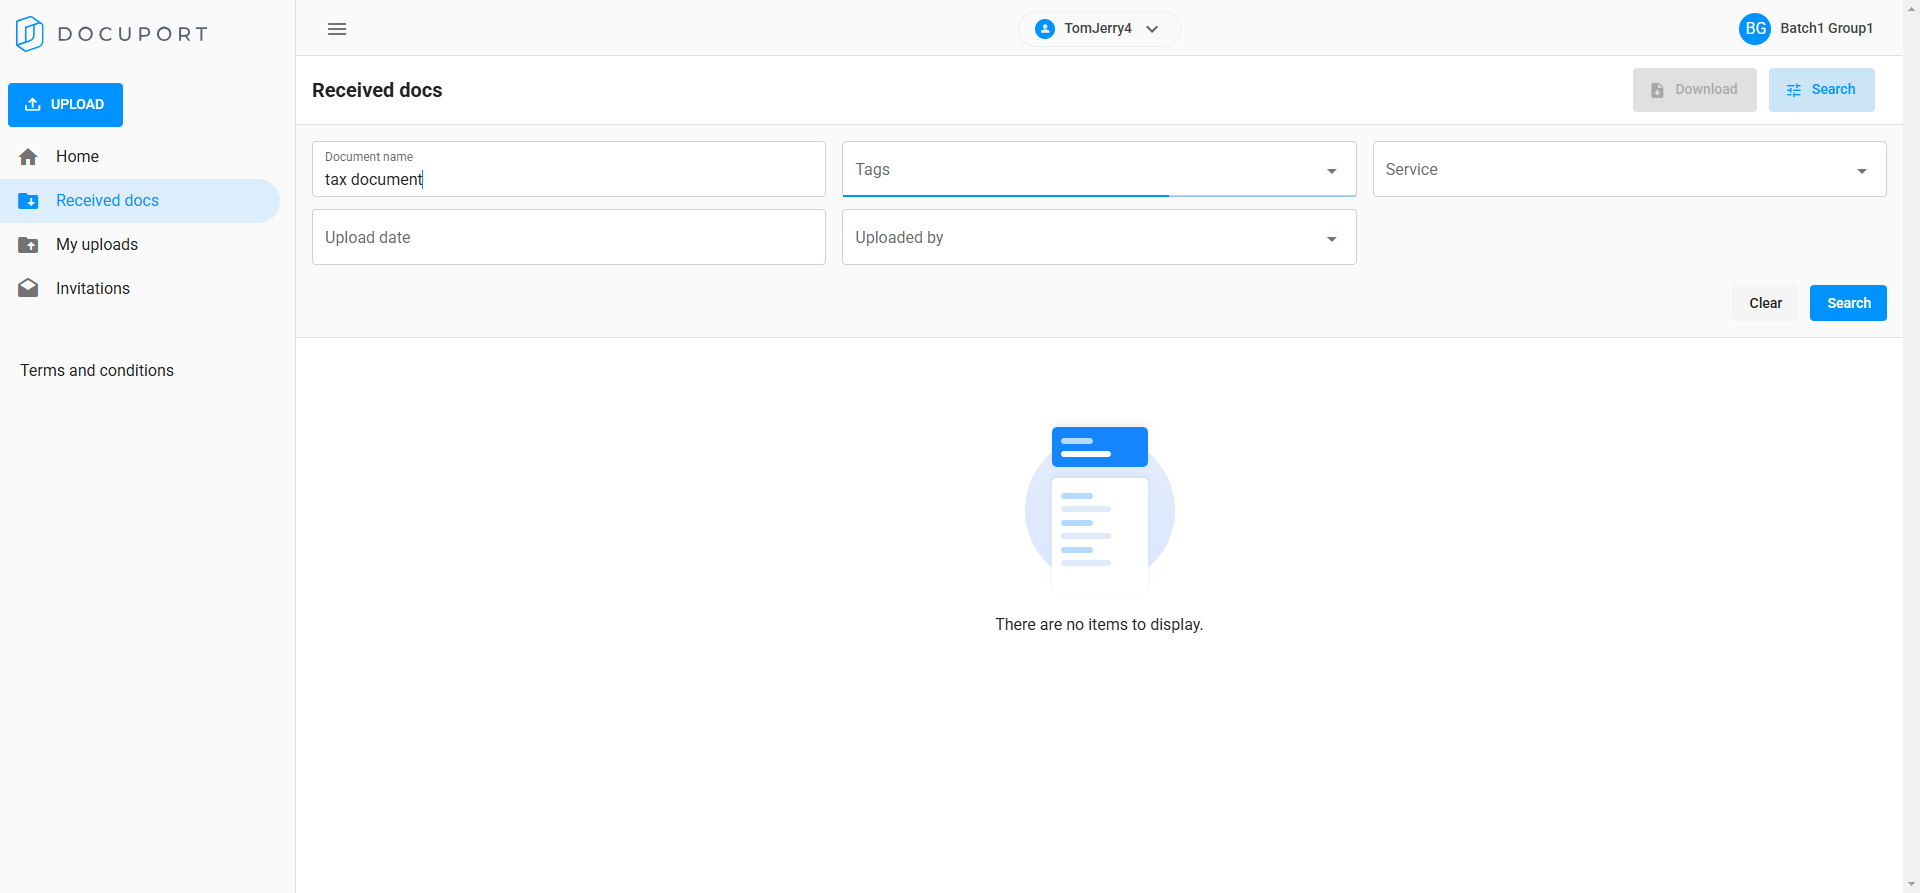 DOCUPORT
TomJerry4
BG Batch1 Group1
UPLOAD
Home
Received docs
My uploads
Invitations
Terms and conditions
Received docs
Download
Search
Document name
tax document
Tags
Service
Upload date
Uploaded by
Clear
Search
There are no items to display.